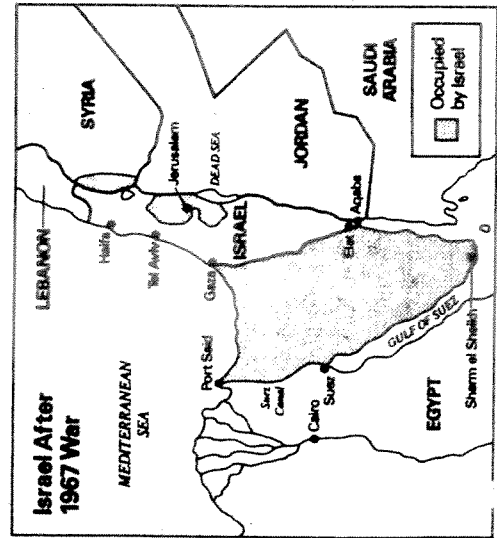 Israel After
1967 War
LEBANON
SYRIA
MEDITERRANEAN
SEA
Haifa
Tel Aviv
Jerusalem
DEAD SEA
Gaza
ISRAEL
JORDAN
Port Said
Suez
Canal
Cairo
Suez
Elat
Aqaba
SAUDI
ARABIA
EGYPT
GULF OF SUEZ
Sharm el Sheikh
Occupied
by Israel